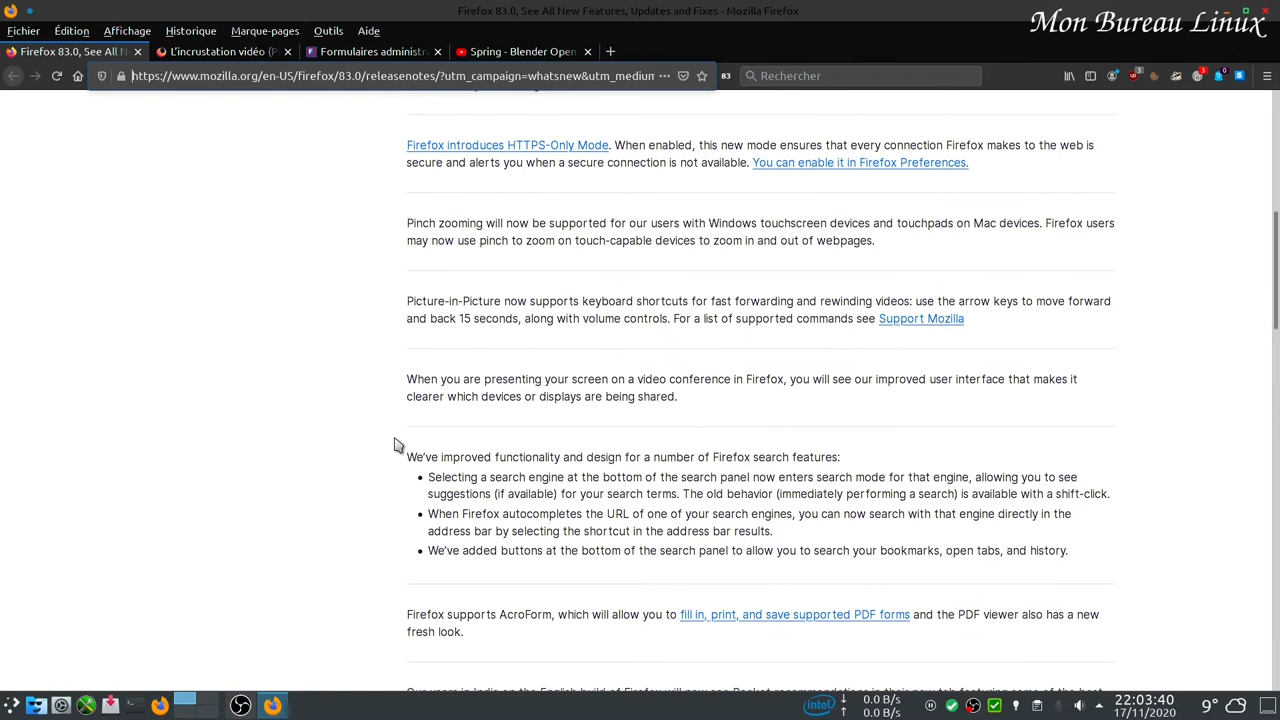 Firefox 83.0, See All New Features, Updates and Fixes - Mozilla Firefox
Mon Bureau Linux
Fichier Édition Affichage Historique Marque-pages Outils Aide
Firefox 83.0, See All N
L'incrustation vidéo (P
Formulaires administra
Spring - Blender Open
https://www.mozilla.org/en-US/firefox/83.0/releasenotes/?utm_campaign=whatsnew&utm_medium
83
Rechercher
3
3
0
Firefox introduces HTTPS-Only Mode. When enabled, this new mode ensures that every connection Firefox makes to the web is
secure and alerts you when a secure connection is not available. You can enable it in Firefox Preferences.
Pinch zooming will now be supported for our users with Windows touchscreen devices and touchpads on Mac devices. Firefox users
may now use pinch to zoom on touch-capable devices to zoom in and out of webpages.
Picture-in-Picture now supports keyboard shortcuts for fast forwarding and rewinding videos: use the arrow keys to move forward
and back 15 seconds, along with volume controls. For a list of supported commands see Support Mozilla
When you are presenting your screen on a video conference in Firefox, you will see our improved user interface that makes it
clearer which devices or displays are being shared.
We've improved functionality and design for a number of Firefox search features:
Selecting a search engine at the bottom of the search panel now enters search mode for that engine, allowing you to see
suggestions (if available) for your search terms. The old behavior (immediately performing a search) is available with a shift-click.
When Firefox autocompletes the URL of one of your search engines, you can now search with that engine directly in the
address bar by selecting the shortcut in the address bar results.
We've added buttons at the bottom of the search panel to allow you to search your bookmarks, open tabs, and history.
Firefox supports AcroForm, which will allow you to fill in, print, and save supported PDF forms and the PDF viewer also has a new
fresh look.
intel
0.0 B/s
0.0 B/s
22:03:40
17/11/2020
9°